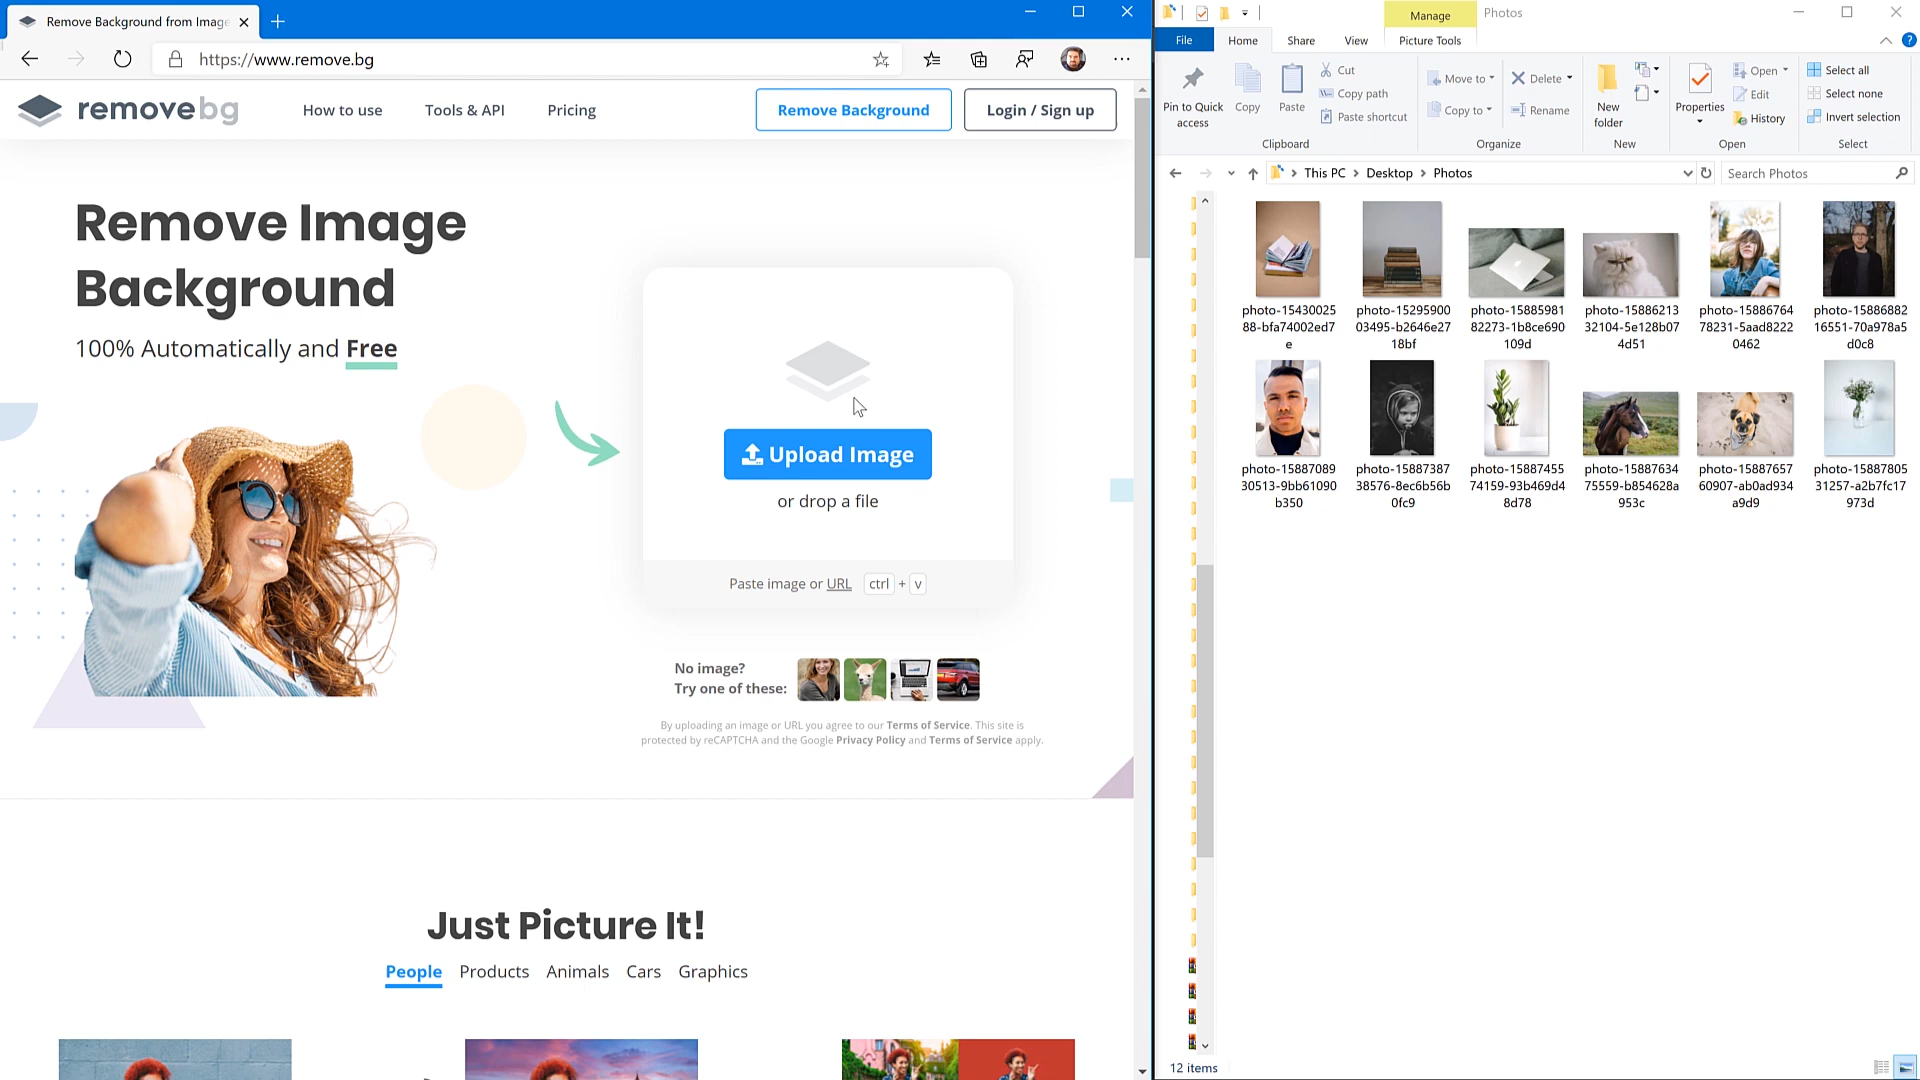 Remove Background from Image
https://www.remove.bg
removebg
How to use
Tools & API
Pricing
Remove Background
Login / Sign up
Remove Image
Background
100% Automatically and Free
Upload Image
or drop a file
Paste image or URL ctrl + v
No image?
Try one of these:
By uploading an image or URL you agree to our Terms of Service. This site is
protected by reCAPTCHA and the Google Privacy Policy and Terms of Service apply.
Just Picture It!
People Products Animals Cars Graphics
Manage
Photos
File
Home
Share
View
Picture Tools
Pin to Quick
access
Copy
Paste
Cut
Copy path
Paste shortcut
Clipboard
Move to
Copy to
Delete
Rename
Organize
New
folder
New
Properties
Open
Edit
History
Open
Select all
Select none
Invert selection
Select
This PC > Desktop > Photos
Search Photos
photo-15430025
88-bfa74002ed7
e
photo-15295900
03495-b2646e27
18bf
photo-15885981
82273-1b8ce690
109d
photo-15886213
32104-5e128b07
4d51
photo-15886764
78231-5aad8222
0462
photo-15886882
16551-70a978a5
d0c8
photo-15887089
30513-9bb61090
b350
photo-15887387
38576-8ec6b56b
0fc9
photo-15887455
74159-93b469d4
8d78
photo-15887634
75559-b854628a
953c
photo-15887657
60907-ab0ad934
a9d9
photo-15887805
31257-a2b7fc17
973d
12 items